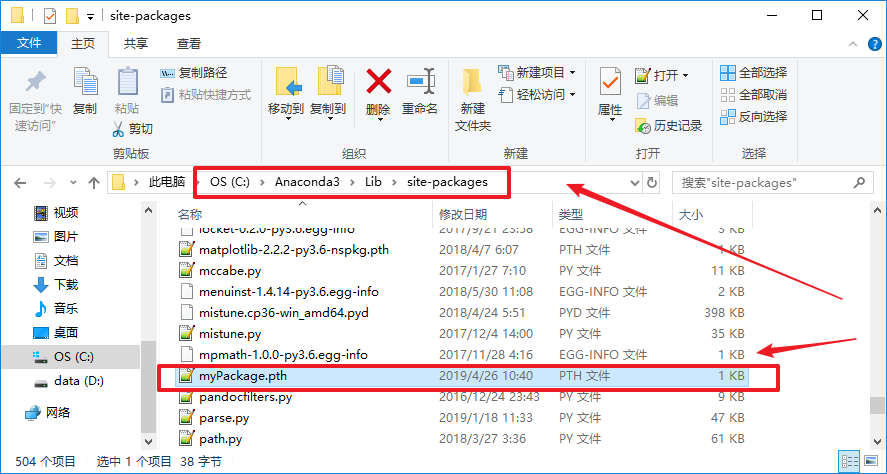 site-packages
文件 主页 共享 查看
固定到"快速访问" 复制 粘贴 复制路径 粘贴快捷方式 剪切 移动到 复制到 删除 重命名 新建文件夹 新建项目 轻松访问 属性 打开 编辑 历史记录 全部选择 全部取消 反向选择
剪贴板 组织 新建 打开 选择
此电脑 OS (C:) Anaconda3 Lib site-packages 搜索"site-packages"
视频
图片
文档
下载
音乐
桌面
OS (C:)
data (D:)
网络
名称 修改日期 类型 大小
locket-0.2.0-py3.6.egg-info 2017/9/21 23:58 EGG-INFO 文件 3 KB
matplotlib-2.2.2-py3.6-nspkg.pth 2018/4/7 6:07 PTH 文件 1 KB
mccabe.py 2017/1/27 7:10 PY 文件 11 KB
menuinst-1.4.14-py3.6.egg-info 2018/5/30 11:08 EGG-INFO 文件 2 KB
mistune.cp36-win_amd64.pyd 2018/4/24 5:51 PYD 文件 398 KB
mistune.py 2017/12/4 14:00 PY 文件 35 KB
mpmath-1.0.0-py3.6.egg-info 2017/11/28 4:16 EGG-INFO 文件 1 KB
myPackage.pth 2019/4/26 10:40 PTH 文件 1 KB
pandocfilters.py 2016/12/24 23:43 PY 文件 9 KB
parse.py 2019/1/18 11:33 PY 文件 47 KB
path.py 2018/3/27 3:36 PY 文件 61 KB
504 个项目 选中 1 个项目 38 字节